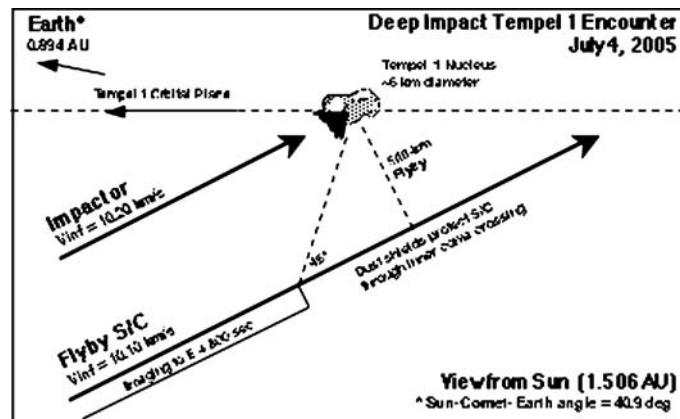 Earth*
0.894 AU
Deep Impact Tempel 1 Encounter
July 4, 2005
Tempel 1 Nucleus
~6 km diameter
Tempel 1 Orbital Plane
500-km
Flyby
Impactor
Vinf = 10.20 km/s
45°
Dust shields protect S/C
through inner coma crossing
Flyby S/C
Vinf = 10.10 km/s
Imaging to E + 800 sec
View from Sun (1.506 AU)
* Sun-Comet-Earth angle = 40.9 deg